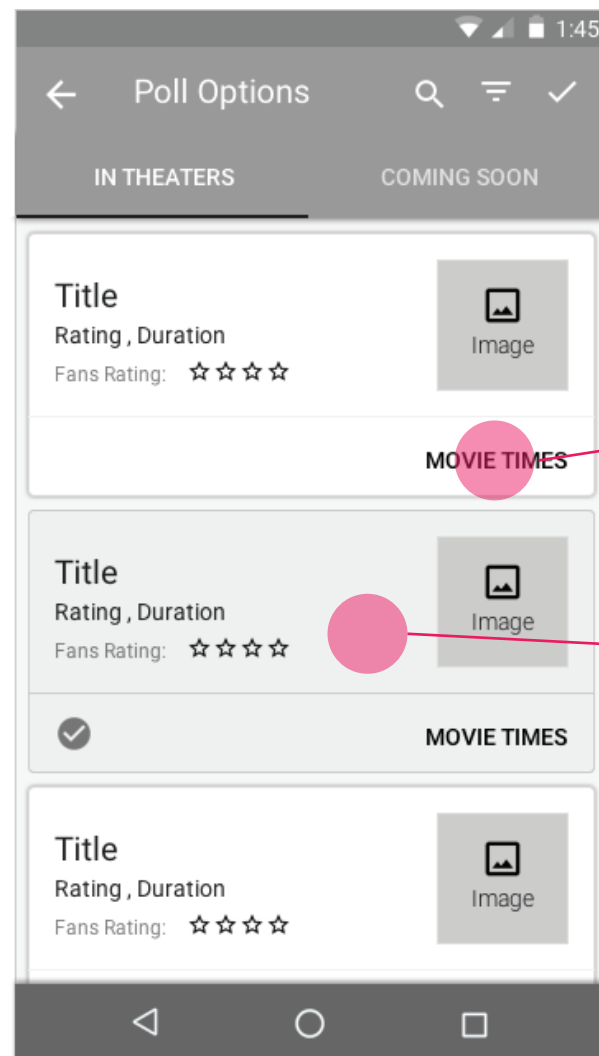 1:45
Poll Options
IN THEATERS COMING SOON
Title
Rating , Duration
Fans Rating:
Image
MOVIE TIMES
Title
Rating , Duration
Fans Rating:
Image
MOVIE TIMES
Title
Rating , Duration
Fans Rating:
Image